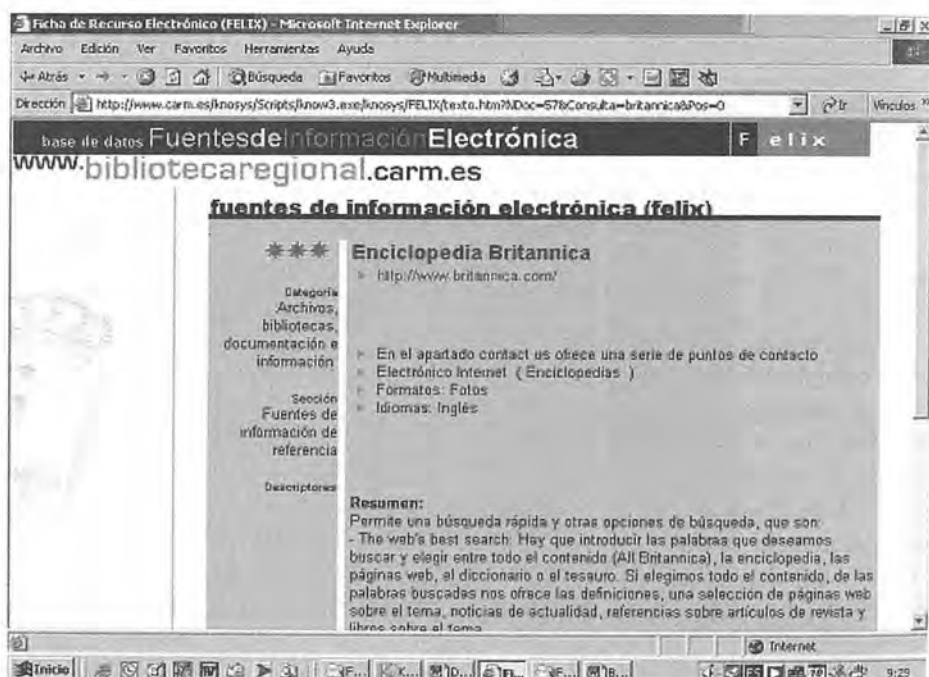 Ficha de Recurso Electrónico (FELIX) - Microsoft Internet Explorer
Archivo Edición Ver Favoritos Herramientas Ayuda
Atrás Búsqueda Favoritos Multimedia
Dirección http://www.carm.es/knosys/Scripts/know3.exe/knosys/FELIX/texto.htm?NDoc=57&Consulta=britannica&Pos=0 Ir Vínculos
base de datos FuentesdeInformaciónElectrónica Felix
www.bibliotecaregional.carm.es
fuentes de información electrónica (felix)
*** Enciclopedia Britannica
http://www.britannica.com/
Categoría
Archivos,
bibliotecas,
documentación e
información
En el apartado contact us ofrece una serie de puntos de contacto
Electrónico Internet ( Enciclopedias )
Formatos: Fotos
Idiomas: Inglés
Sección
Fuentes de
información de
referencia
Descriptores
Resumen:
Permite una búsqueda rápida y otras opciones de búsqueda, que son:
- The web's best search: Hay que introducir las palabras que deseamos
buscar y elegir entre todo el contenido (All Britannica), la enciclopedia, las
páginas web, el diccionario o el tesauro. Si elegimos todo el contenido, de las
palabras buscadas nos ofrece las definiciones, una selección de páginas web
sobre el tema, noticias de actualidad, referencias sobre artículos de revista y
libros sobre el tema
Internet
Inicio F... K... D... FI... F... B... 9:29